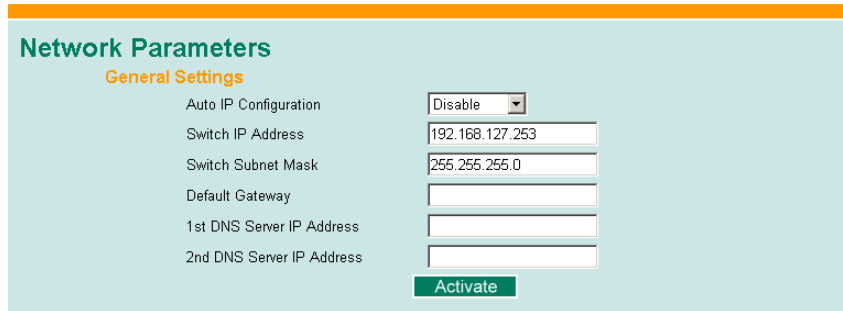 Network Parameters
General Settings
Auto IP Configuration Disable
Switch IP Address 192.168.127.253
Switch Subnet Mask 255.255.255.0
Default Gateway
1st DNS Server IP Address
2nd DNS Server IP Address
Activate